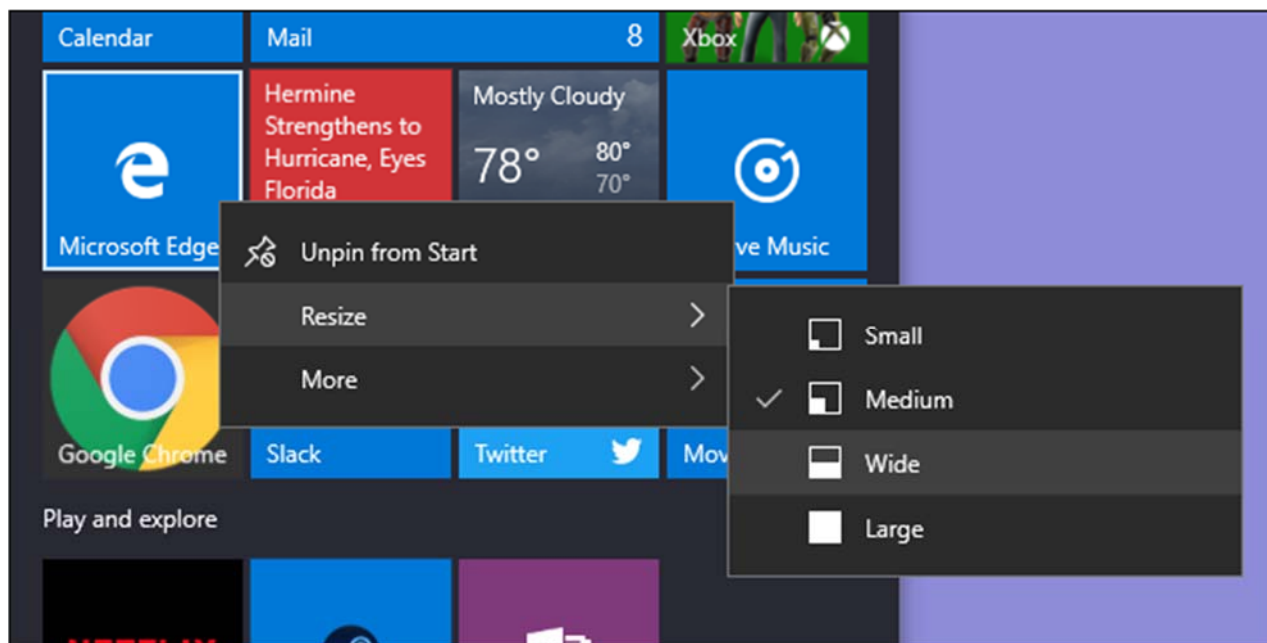 Calendar
Mail 8
Xbox
Hermine
Strengthens to
Hurricane, Eyes
Florida
Mostly Cloudy
78° 80°
70°
Microsoft Edge
ve Music
Unpin from Start
Resize
More
Small
Medium
Wide
Large
Google Chrome
Slack
Twitter
Mov
Play and explore
NETFLIX